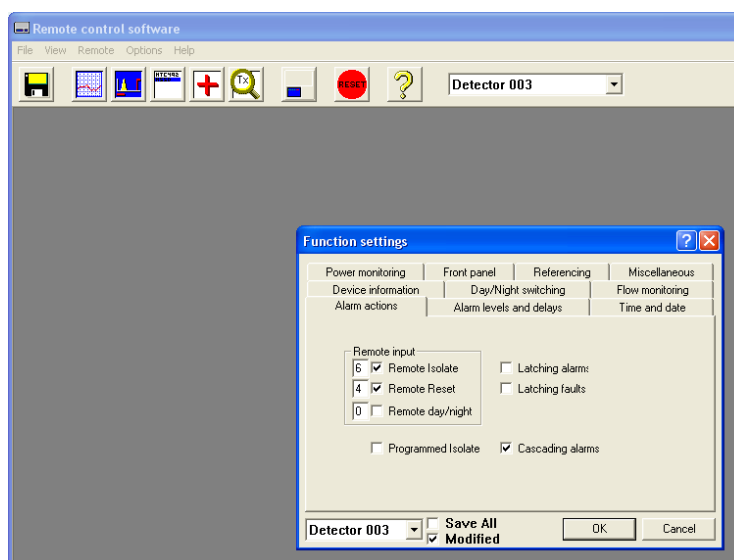 Remote control software
File View Remote Options Help
HTC492
Tx
RESET
?
Detector 003
Function settings
Power monitoring Front panel Referencing Miscellaneous
Device information Day/Night switching Flow monitoring
Alarm actions Alarm levels and delays Time and date
Remote input
6 Remote Isolate Latching alarms
4 Remote Reset Latching faults
0 Remote day/night
Programmed Isolate Cascading alarms
Detector 003 Save All
Modified
OK Cancel